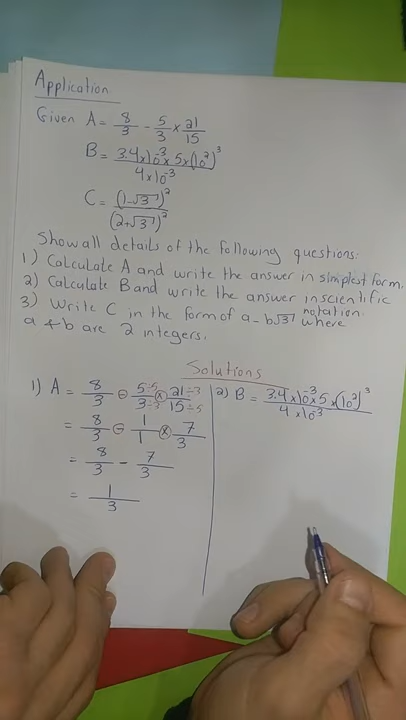 Application
Given A = 8/3 - 5/3 × 21/15
B = 3.4×10^-3×5×(10^2)^3 / 4×10^-3
C = (1-√3)^2 / (2+√3)^2
Show all details of the following questions:
1) Calculate A and write the answer in simplest form.
2) Calculate B and write the answer in scientific notation.
3) Write C in the form of a - b√3 where
a & b are 2 integers.
Solutions
1) A = 8/3 - 5÷5/3÷3 × 21÷3/15÷5
= 8/3 - 1/1 × 7/3
= 8/3 - 7/3
= 1/3
2) B = 3.4×10^-3×5×(10^2)^3 / 4×10^-3